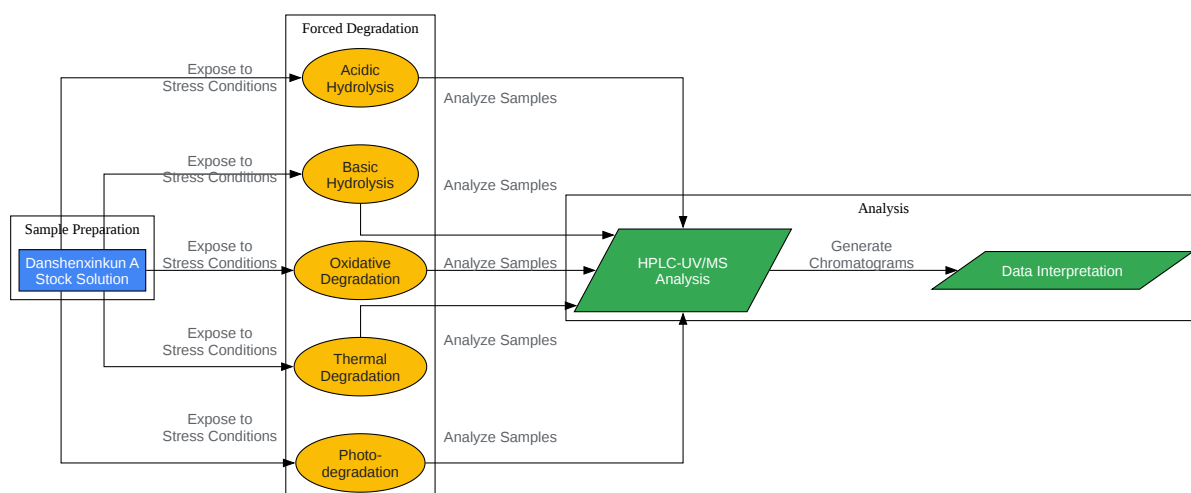 Forced Degradation
Expose to
Stress Conditions
Acidic
Hydrolysis
Analyze Samples
Expose to
Stress Conditions
Basic
Hydrolysis
Analyze Samples
Sample Preparation
Danshenxinkun A
Stock Solution
Expose to
Stress Conditions
Oxidative
Degradation
Analyze Samples
Analysis
HPLC-UV/MS
Analysis
Generate
Chromatograms
Data Interpretation
Expose to
Stress Conditions
Thermal
Degradation
Analyze Samples
Expose to
Stress Conditions
Photo-
degradation
Analyze Samples